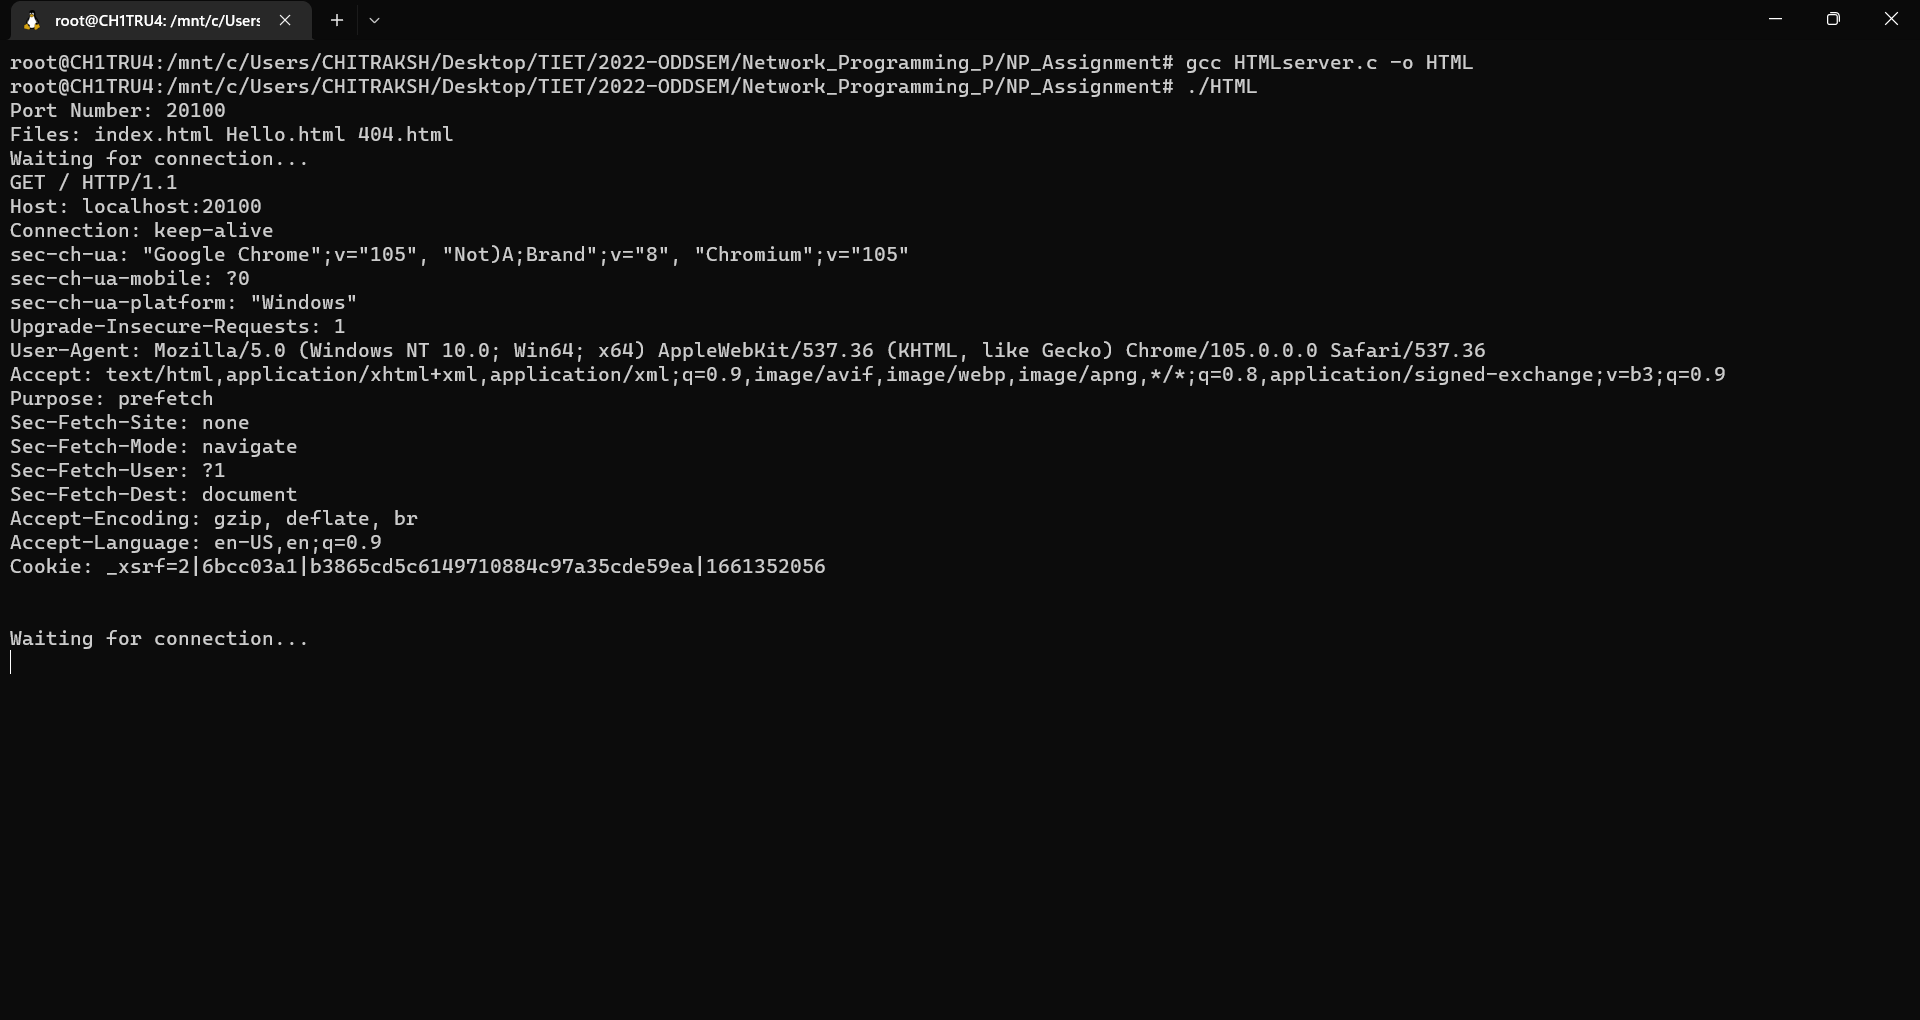 root@CH1TRU4: /mnt/c/Users
root@CH1TRU4:/mnt/c/Users/CHITRAKSH/Desktop/TIET/2022-ODDSEM/Network_Programming_P/NP_Assignment# gcc HTMLserver.c -o HTML
root@CH1TRU4:/mnt/c/Users/CHITRAKSH/Desktop/TIET/2022-ODDSEM/Network_Programming_P/NP_Assignment# ./HTML
Port Number: 20100
Files: index.html Hello.html 404.html
Waiting for connection...
GET / HTTP/1.1
Host: localhost:20100
Connection: keep-alive
sec-ch-ua: "Google Chrome";v="105", "Not)A;Brand";v="8", "Chromium";v="105"
sec-ch-ua-mobile: ?0
sec-ch-ua-platform: "Windows"
Upgrade-Insecure-Requests: 1
User-Agent: Mozilla/5.0 (Windows NT 10.0; Win64; x64) AppleWebKit/537.36 (KHTML, like Gecko) Chrome/105.0.0.0 Safari/537.36
Accept: text/html,application/xhtml+xml,application/xml;q=0.9,image/avif,image/webp,image/apng,*/*;q=0.8,application/signed-exchange;v=b3;q=0.9
Purpose: prefetch
Sec-Fetch-Site: none
Sec-Fetch-Mode: navigate
Sec-Fetch-User: ?1
Sec-Fetch-Dest: document
Accept-Encoding: gzip, deflate, br
Accept-Language: en-US,en;q=0.9
Cookie: _xsrf=2|6bcc03a1|b3865cd5c6149710884c97a35cde59ea|1661352056
Waiting for connection...